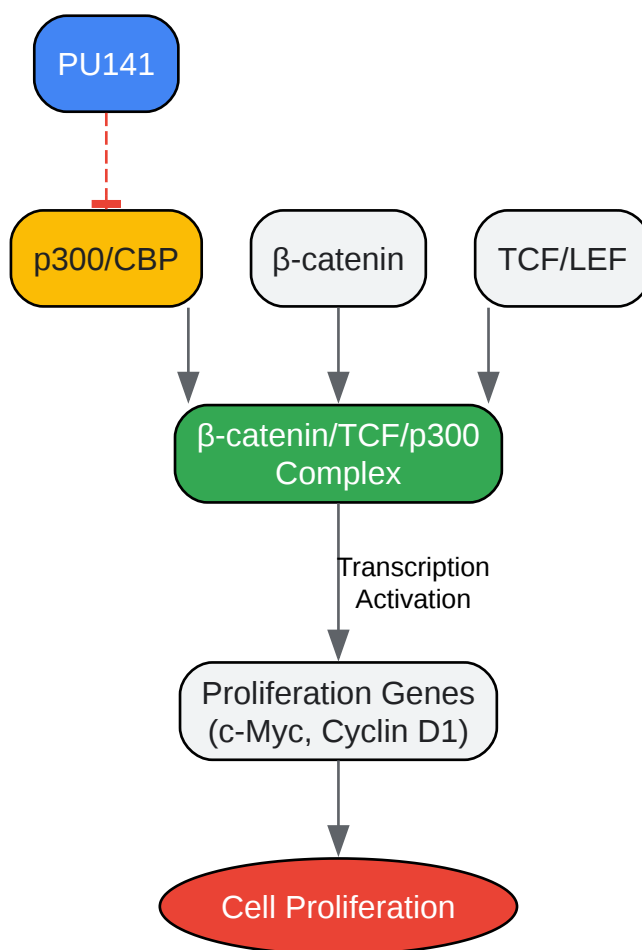 PU141
p300/CBP
β-catenin
TCF/LEF
β-catenin/TCF/p300
Complex
Transcription
Activation
Proliferation Genes
(c-Myc, Cyclin D1)
Cell Proliferation